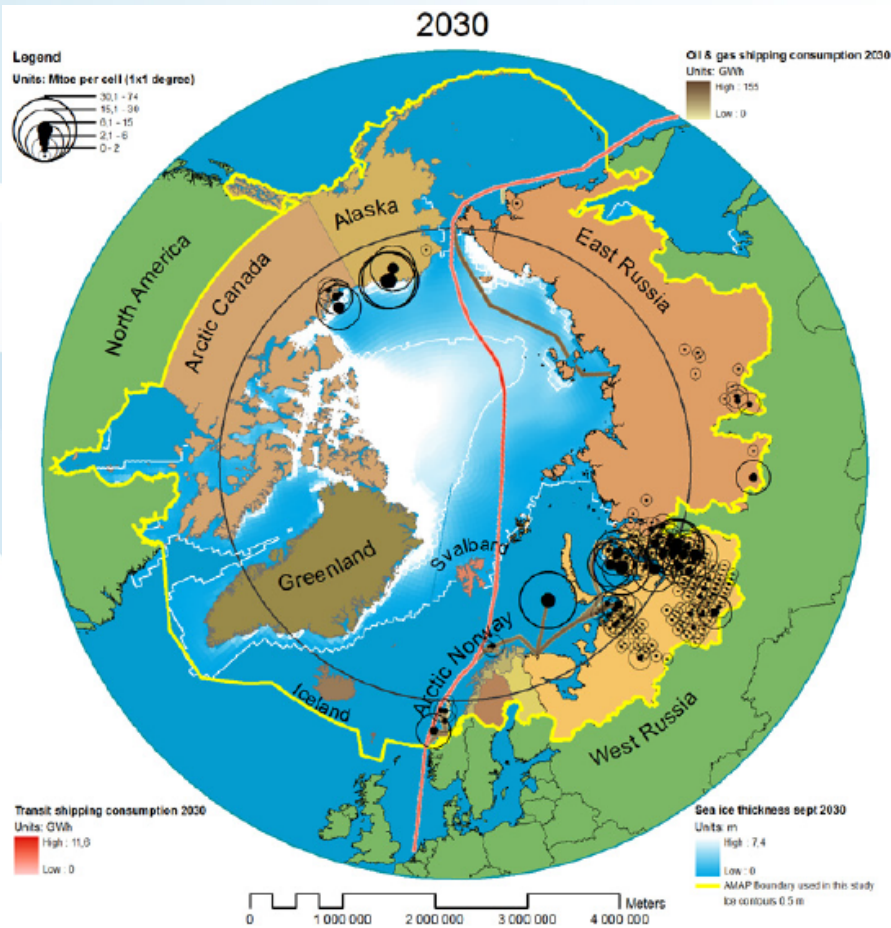 2030
Legend
Units: Mtoe per cell (1x1 degree)
30,1 - 74
15,1 - 30
6,1 - 15
2,1 - 6
0 - 2
Oil & gas shipping consumption 2030
Units: GWh
High : 155
Low : 0
North America
Arctic Canada
Alaska
East Russia
Greenland
Svalbard
Arctic Norway
Iceland
West Russia
Transit shipping consumption 2030
Units: GWh
High : 11,6
Low : 0
Sea ice thickness sept 2030
Units: m
High : 7,4
Low : 0
AMAP Boundary used in this study
Ice contours 0.5 m
Meters
0 1 000 000 2 000 000 3 000 000 4 000 000